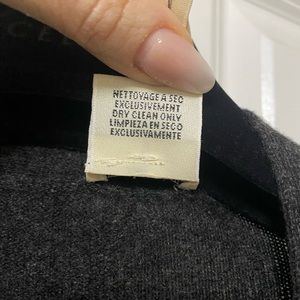 NETTOYAGE A SEC
EXCLUSIVEMENT
DRY CLEAN ONLY
LIMPIEZA EN SECO
EXCLUSIVAMENTE